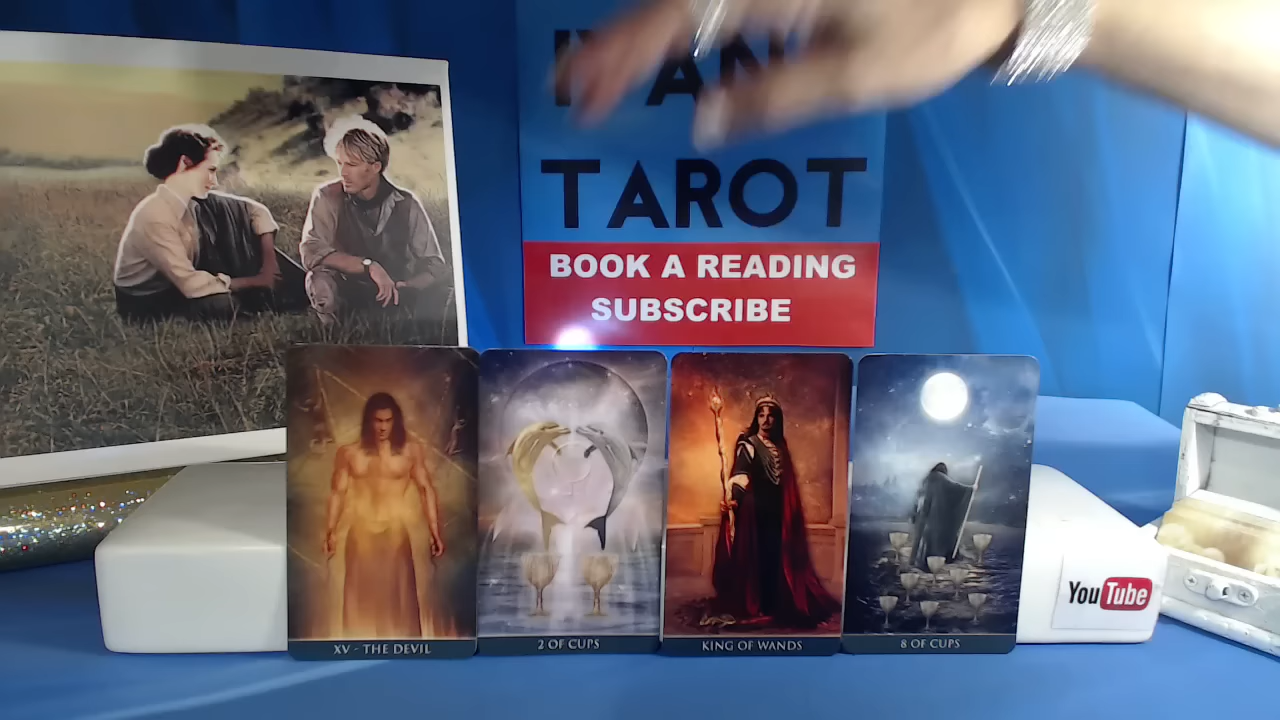 TAROT
BOOK A READING
SUBSCRIBE
XV - THE DEVIL
2 OF CUPS
KING OF WANDS
8 OF CUPS
YouTube